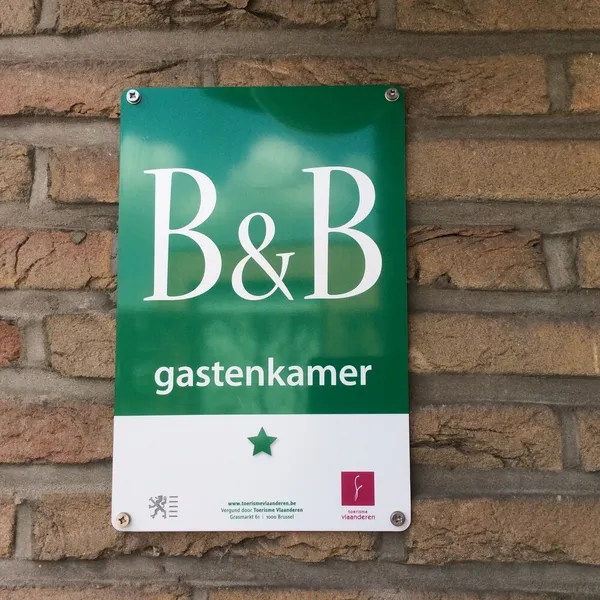 B&B
gastenkamer
www.toerismevlaanderen.be
Vergund door Toerisme Vlaanderen
Grasmarkt 61 | 1000 Brussel
toerisme
vlaanderen